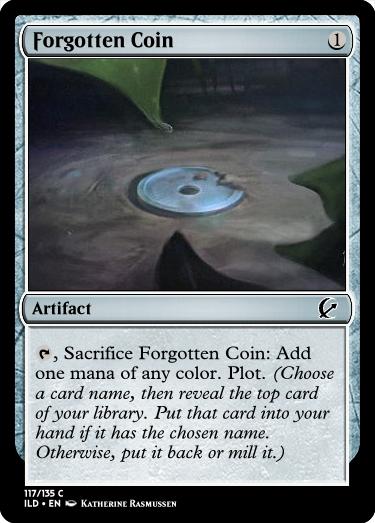 Forgotten Coin 1
Artifact
, Sacrifice Forgotten Coin: Add
one mana of any color. Plot. (Choose
a card name, then reveal the top card
of your library. Put that card into your
hand if it has the chosen name.
Otherwise, put it back or mill it.)
117/135 C
ILD • EN Katherine Rasmussen